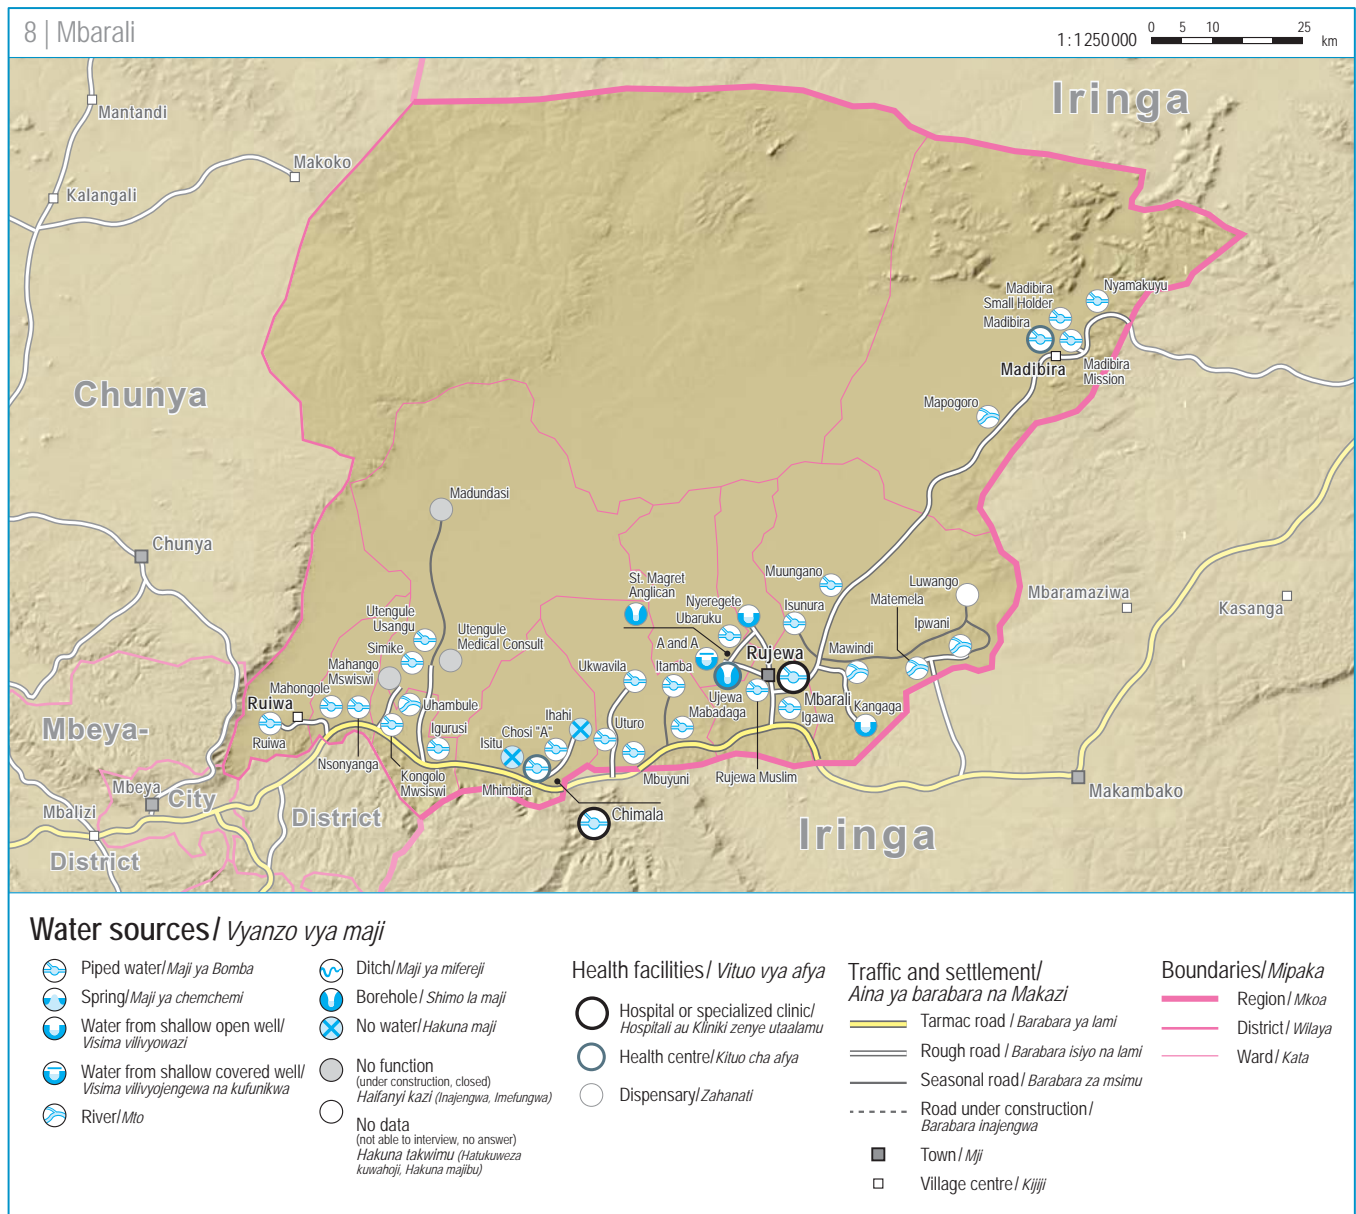 8 | Mbarali
1:1250000
0 5 10 25
km
Iringa
Mantandi
Makoko
Kalangali
Nyamakuyu
Madibira
Small Holder
Madibira
Madibira
Madibira
Mission
Chunya
Mapogoro
Madundasi
Chunya
St. Magret
Anglican
Muungano
Luwango
Nyeregete
Isunura
Matemela
Mbaramaziwa
Kasanga
Utengule
Usangu
Ubaruku
Ipwani
Utengule
Medical Consult
Simike
A and A
Rujewa
Mawindi
Mahango
Mswiswi
Ukwavila
Itamba
Mahongole
Ruiwa
Uhambule
Ujewa
Mbarali
Kangaga
Mabadaga
Igawa
Ihahi
Mbeya-
Ruiwa
Igurusi
Chosi "A"
Uturo
Isitu
Nsonyanga
Kongolo
Mswiswi
Mhimbira
Mbuyuni
Rujewa Muslim
Makambako
Mbeya
City
Mbalizi
District
Chimala
Iringa
District
Water sources / Vyanzo vya maji
Piped water/Maji ya Bomba
Spring/Maji ya chemchemi
Water from shallow open well/
Visima vilivyowazi
Water from shallow covered well/
Visima vilivyojengewa na kufunikwa
River/Mto
Ditch/Maji ya mifereji
Borehole / Shimo la maji
No water/Hakuna maji
No function
(under construction, closed)
Haifanyi kazi (Inajengwa, Imefungwa)
No data
(not able to interview, no answer)
Hakuna takwimu (Hatukuweza
kuwahoji, Hakuna majibu)
Health facilities / Vituo vya afya
Hospital or specialized clinic/
Hospitali au Kliniki zenye utaalamu
Health centre/Kituo cha afya
Dispensary/Zahanati
Traffic and settlement/
Aina ya barabara na Makazi
Tarmac road / Barabara ya lami
Rough road / Barabara isiyo na lami
Seasonal road/ Barabara za msimu
Road under construction/
Barabara inajengwa
Town / Mji
Village centre / Kijiji
Boundaries/Mipaka
Region / Mkoa
District / Wilaya
Ward / Kata